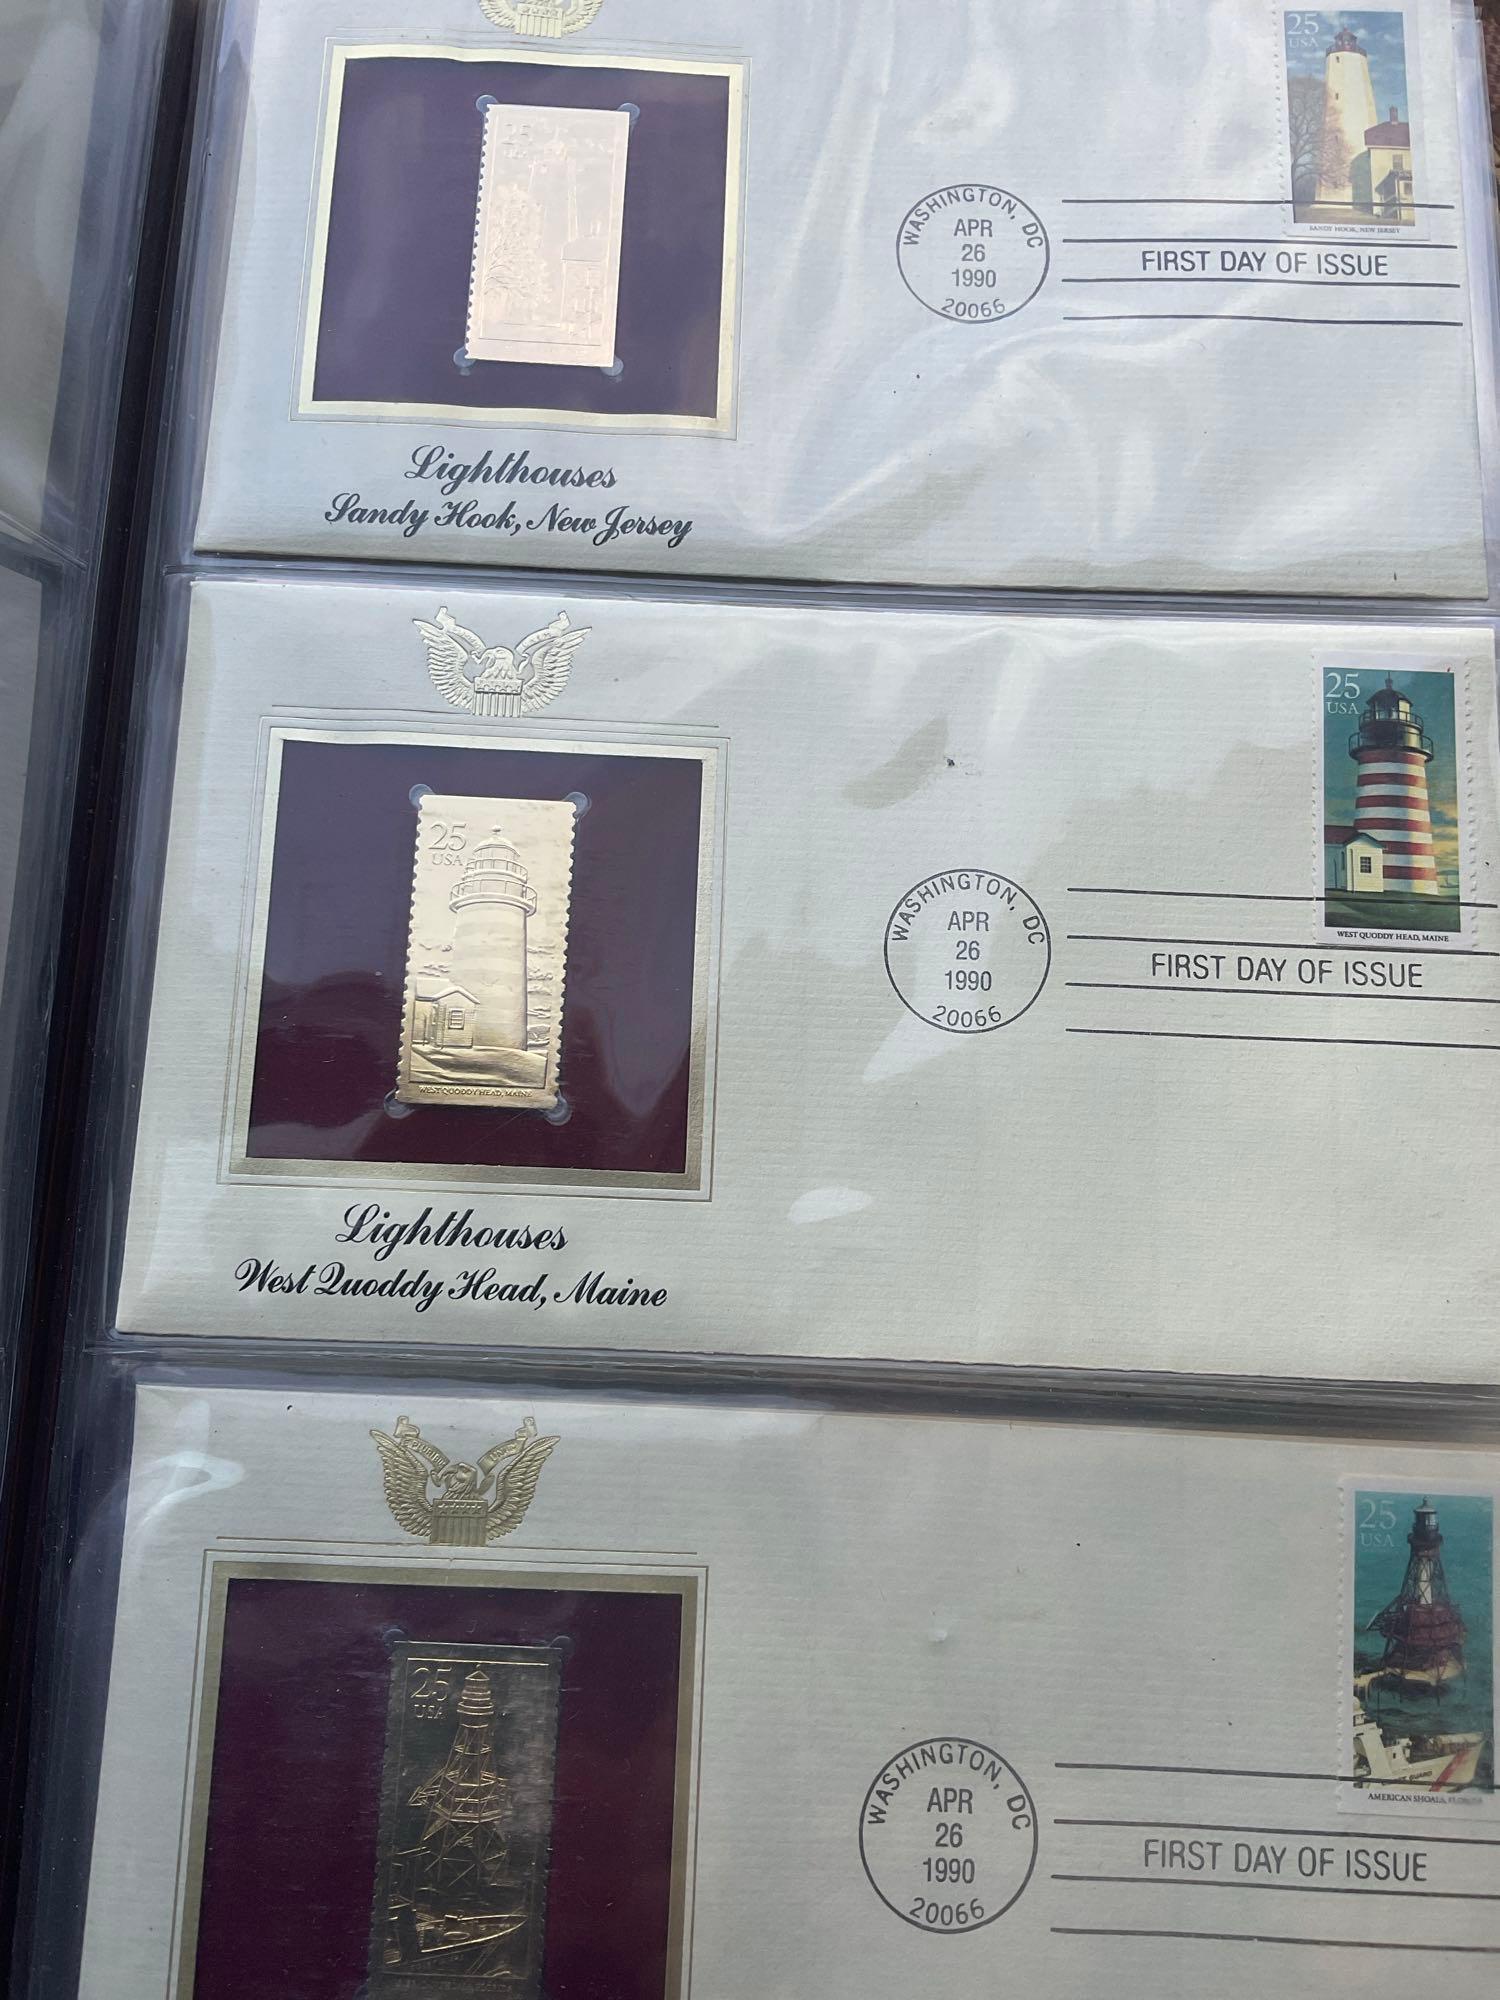 25
USA
SANDY HOOK, NEW JERSEY
25
WASHINGTON, DC
APR
26
1990
20066
FIRST DAY OF ISSUE
Lighthouses
Sandy Hook, New Jersey
25
USA
WEST QUODDY HEAD, MAINE
25
USA
WEST QUODDY HEAD, MAINE
WASHINGTON, DC
APR
26
1990
20066
FIRST DAY OF ISSUE
Lighthouses
West Quoddy Head, Maine
25
USA
AMERICAN SHOALS, FLORIDA
25
USA
WASHINGTON, DC
APR
26
1990
20066
FIRST DAY OF ISSUE